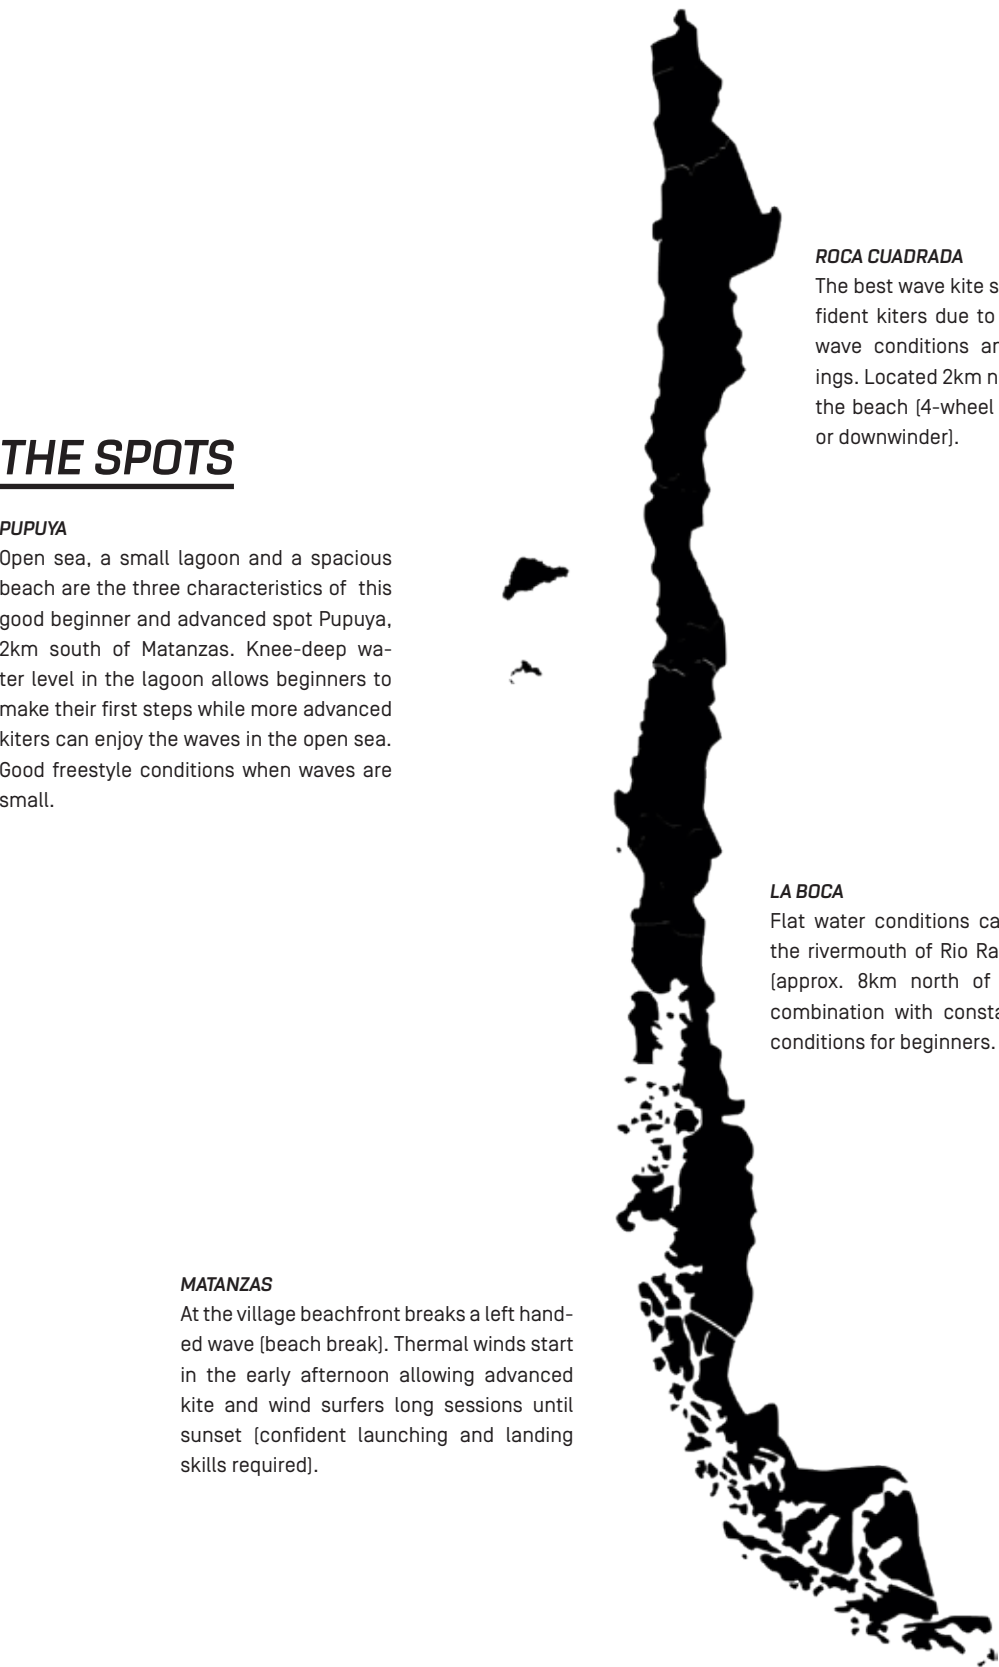 THE SPOTS
PUPUYA
Open sea, a small lagoon and a spacious
beach are the three characteristics of this
good beginner and advanced spot Pupuya,
2km south of Matanzas. Knee-deep wa-
ter level in the lagoon allows beginners to
make their first steps while more advanced
kiters can enjoy the waves in the open sea.
Good freestyle conditions when waves are
small.
MATANZAS
At the village beachfront breaks a left hand-
ed wave (beach break). Thermal winds start
in the early afternoon allowing advanced
kite and wind surfers long sessions until
sunset (confident launching and landing
skills required).
ROCA CUADRADA
The best wave kite
fident kiters due to
wave conditions
ings. Located 2km
the beach (4-wheel
or downwinder).
LA BOCA
Flat water conditions
the rivermouth of Rio
(approx. 8km north of
combination with
conditions for beginners.